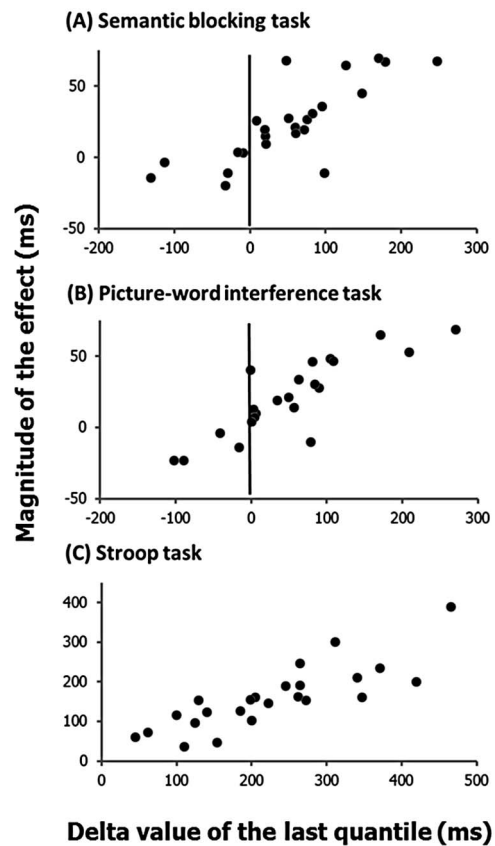 (A) Semantic blocking task
50
0
-50
-200 -100 0 100 200 300
(B) Picture-word interference task
50
0
-50
-200 -100 0 100 200 300
(C) Stroop task
400
300
200
100
0
0 100 200 300 400 500
Magnitude of the effect (ms)
Delta value of the last quantile (ms)